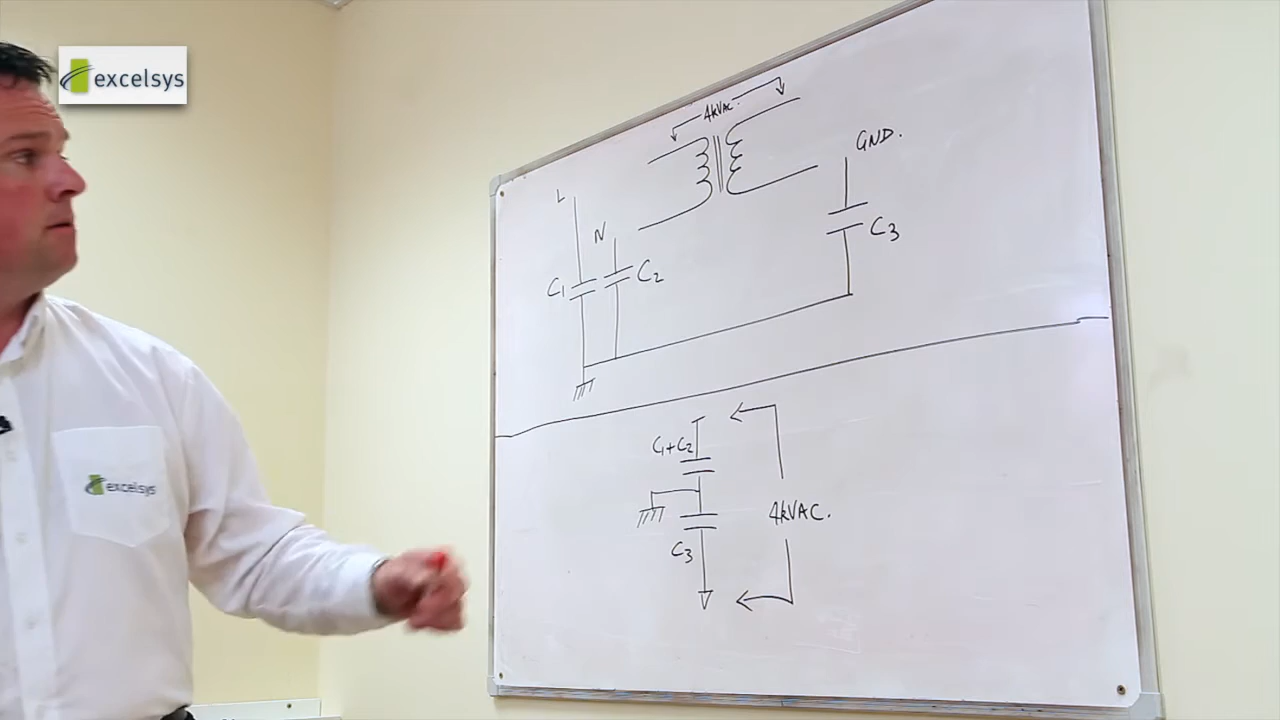 excelsys
4kVAC.
GND.
L
N
C3
C1
C2
C1+C2
4kVAC.
C3
excelsys